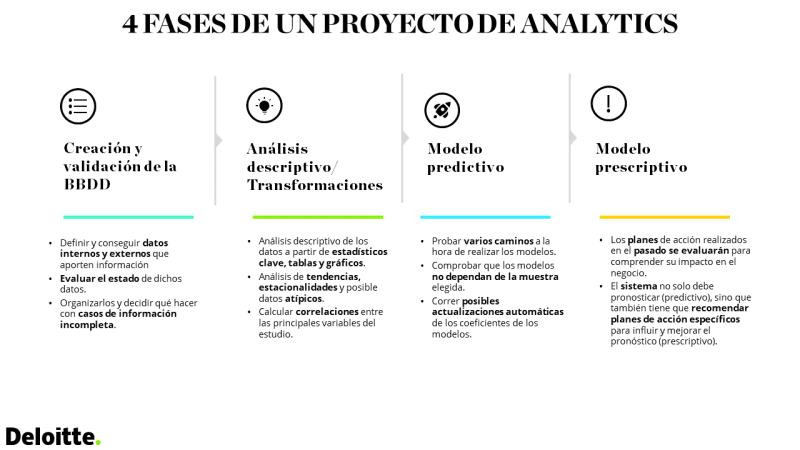 4 FASES DE UN PROYECTO DE ANALYTICS
Creación y
validación de la
BBDD
• Definir y conseguir datos
internos y externos que
aporten información
• Evaluar el estado de dichos
datos.
• Organizarlos y decidir qué hacer
con casos de información
incompleta.
Análisis
descriptivo/
Transformaciones
• Análisis descriptivo de los
datos a partir de estadísticos
clave, tablas y gráficos.
• Análisis de tendencias,
estacionalidades y posible
datos atípicos.
• Calcular correlaciones entre
las principales variables del
estudio.
Modelo
predictivo
• Probar varios caminos a la
hora de realizar los modelos.
• Comprobar que los modelos
no dependan de la muestra
elegida.
• Correr posibles
actualizaciones automáticas
de los coeficientes de los
modelos.
Modelo
prescriptivo
• Los planes de acción realizados
en el pasado se evaluarán para
comprender su impacto en el
negocio.
• El sistema no solo debe
pronosticar (predictivo), sino que
también tiene que recomendar
planes de acción específicos
para influir y mejorar el
pronóstico (prescriptivo).
Deloitte.